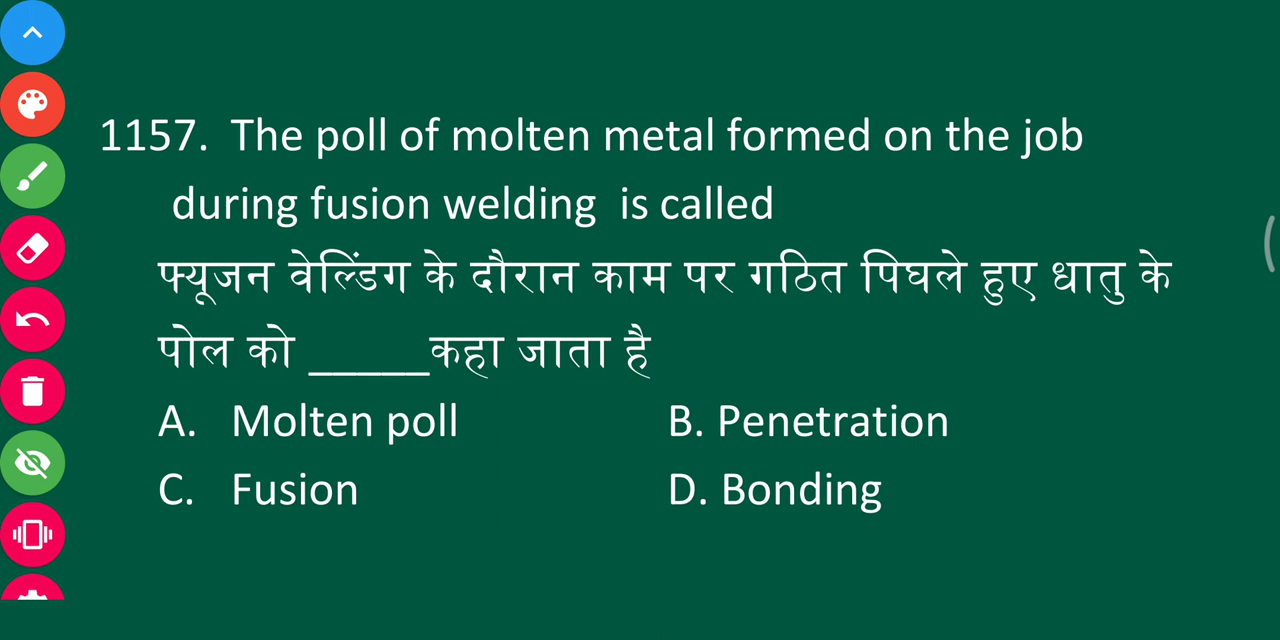 1157. The poll of molten metal formed on the job
during fusion welding is called
फ्यूजन वेल्डिंग के दौरान काम पर गठित पिघले हुए धातु के
पोल को _____कहा जाता है
A. Molten poll B. Penetration
C. Fusion D. Bonding